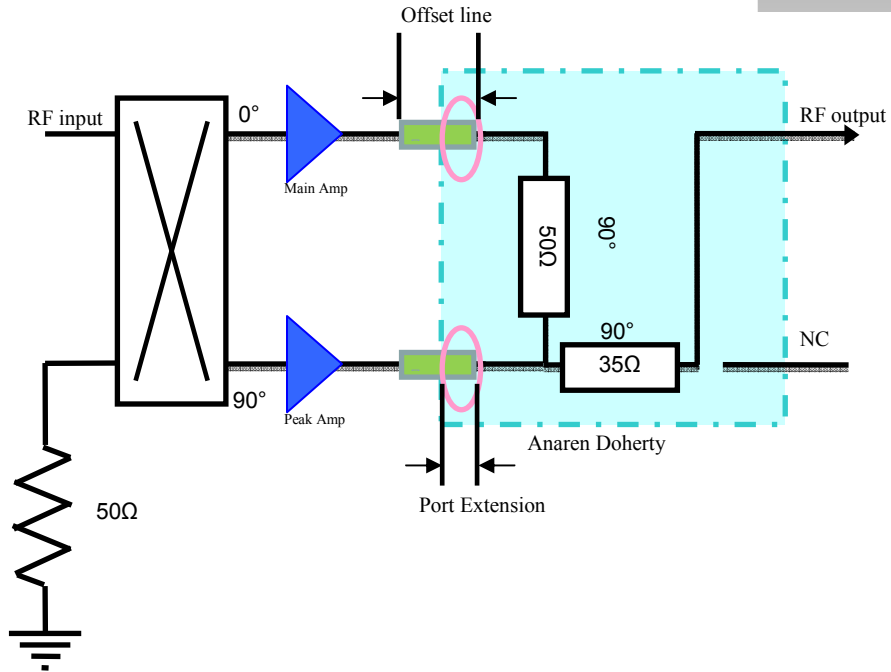 Offset line
RF input
0°
RF output
Main Amp
50Ω
90°
90°
35Ω
NC
90°
Peak Amp
Anaren Doherty
Port Extension
50Ω